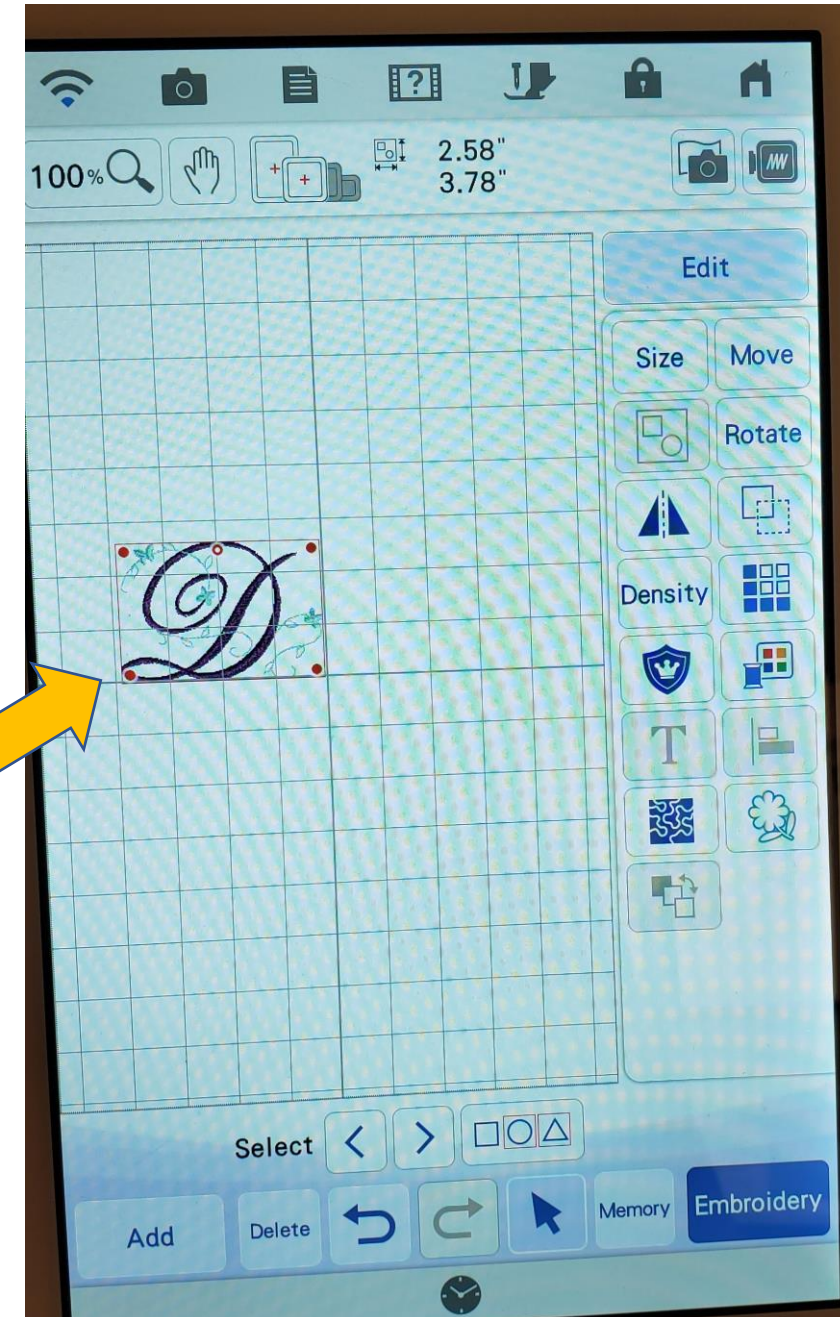 ?
100%
2.58"
3.78"
Edit
Size Move
Rotate
D
Density
T
Select < >
Add Delete Memory Embroidery